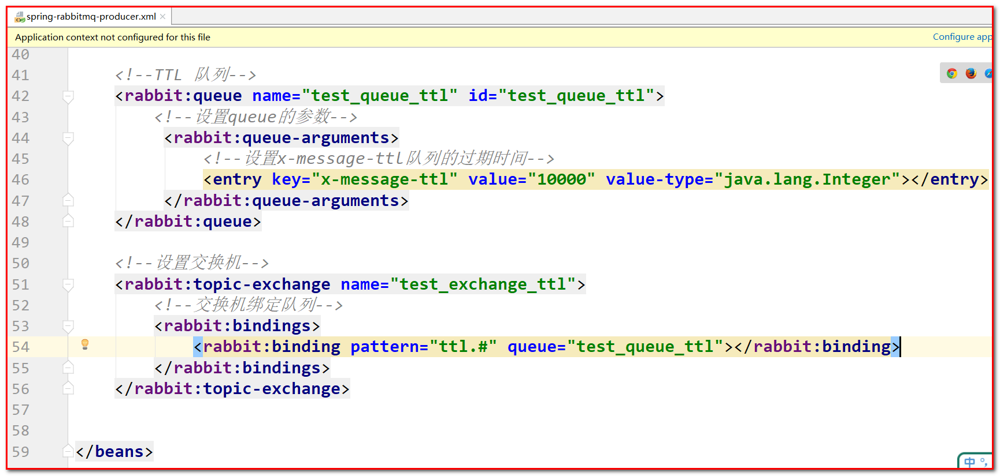 spring-rabbitmq-producer.xml
Application context not configured for this file Configure app
40
41 <!--TTL 队列-->
42 <rabbit:queue name="test_queue_ttl" id="test_queue_ttl">
43 <!--设置queue的参数-->
44 <rabbit:queue-arguments>
45 <!--设置x-message-ttl队列的过期时间-->
46 <entry key="x-message-ttl" value="10000" value-type="java.lang.Integer"></entry>
47 </rabbit:queue-arguments>
48 </rabbit:queue>
49
50 <!--设置交换机-->
51 <rabbit:topic-exchange name="test_exchange_ttl">
52 <!--交换机绑定队列-->
53 <rabbit:bindings>
54 <rabbit:binding pattern="ttl.#" queue="test_queue_ttl"></rabbit:binding>
55 </rabbit:bindings>
56 </rabbit:topic-exchange>
57
58
59 </beans>
中 °,